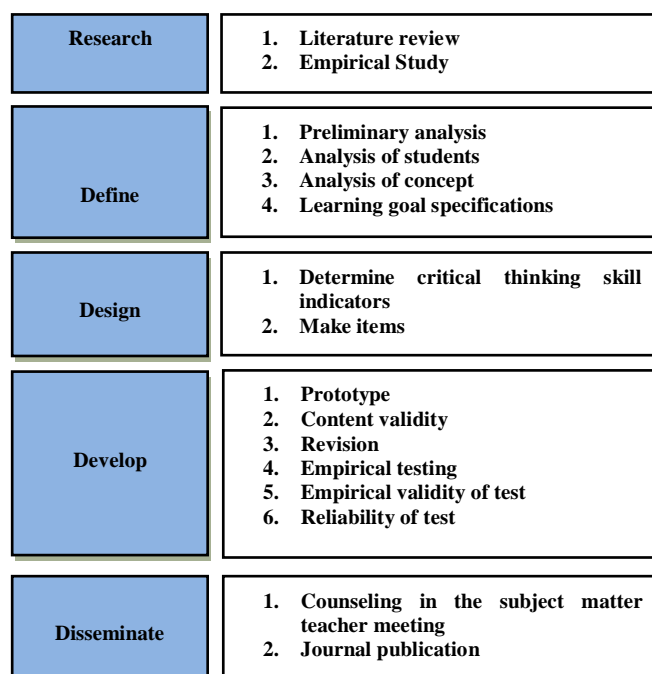 Research
1. Literature review
2. Empirical Study
Define
1. Preliminary analysis
2. Analysis of students
3. Analysis of concept
4. Learning goal specifications
Design
1. Determine critical thinking skill
indicators
2. Make items
Develop
1. Prototype
2. Content validity
3. Revision
4. Empirical testing
5. Empirical validity of test
6. Reliability of test
Disseminate
1. Counseling in the subject matter
teacher meeting
2. Journal publication